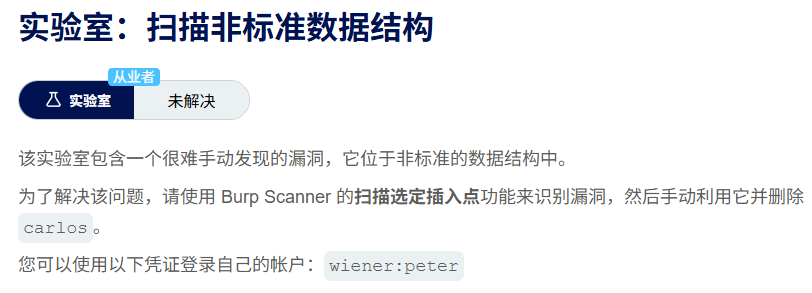 实验室：扫描非标准数据结构
从业者
实验室 未解决
该实验室包含一个很难手动发现的漏洞，它位于非标准的数据结构中。
为了解决该问题，请使用 Burp Scanner 的扫描选定插入点功能来识别漏洞，然后手动利用它并删除
carlos。
您可以使用以下凭证登录自己的帐户：wiener:peter